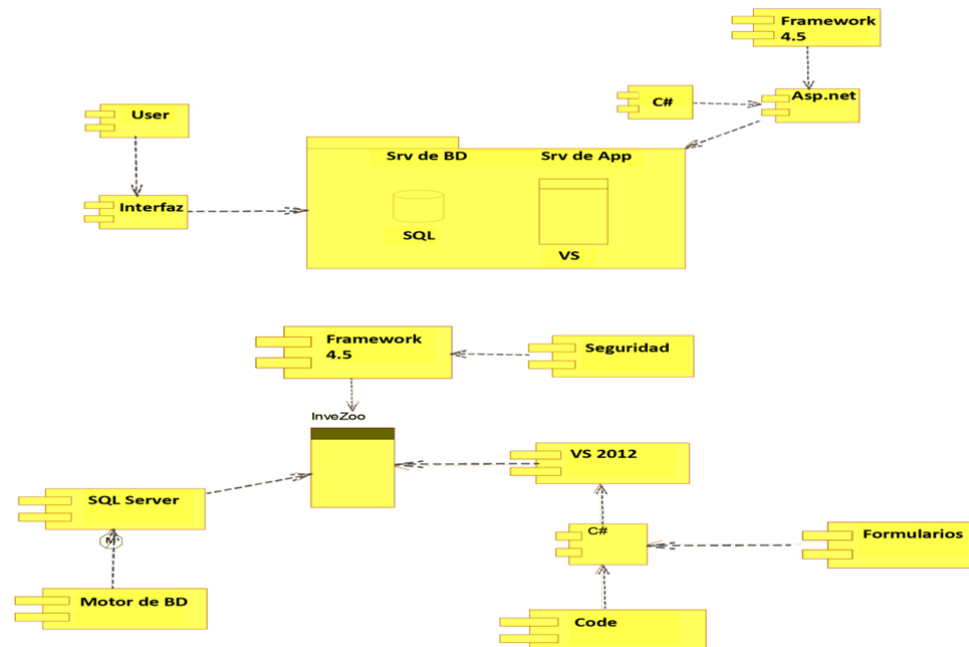 Framework
4.5
Asp.net
C#
User
Srv de BD
Srv de App
Interfaz
SQL
VS
Framework
4.5
Seguridad
InveZoo
VS 2012
SQL Server
C#
Formularios
Motor de BD
Code